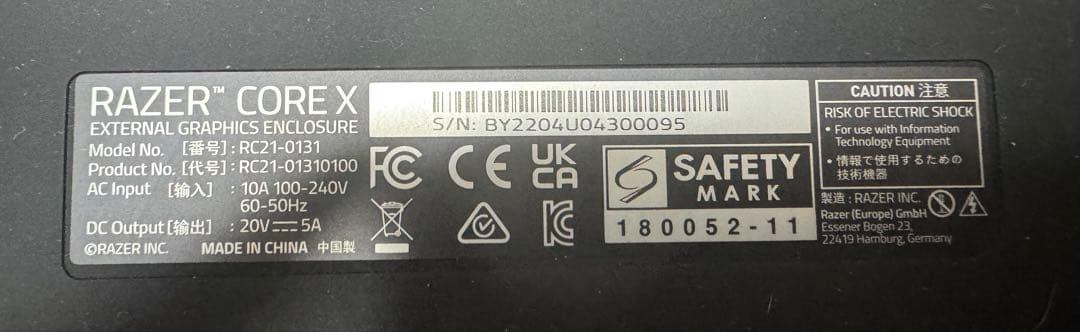 RAZER™ CORE X
EXTERNAL GRAPHICS ENCLOSURE
Model No. [番号] : RC21-0131
Product No. [代号] : RC21-01310100
AC Input [输入] : 10A 100-240V
60-50Hz
DC Output [输出] : 20V⎓5A
©RAZER INC. MADE IN CHINA 中国製
S/N: BY2204U04300095
FC
CE
UK
CA
KC
SAFETY
MARK
180052-11
CAUTION 注意
RISK OF ELECTRIC SHOCK
• For use with Information
Technology Equipment
• 情報で使用するための
技術機器
製造 : RAZER INC.
Razer (Europe) GmbH
Essener Bogen 23,
22419 Hamburg, Germany